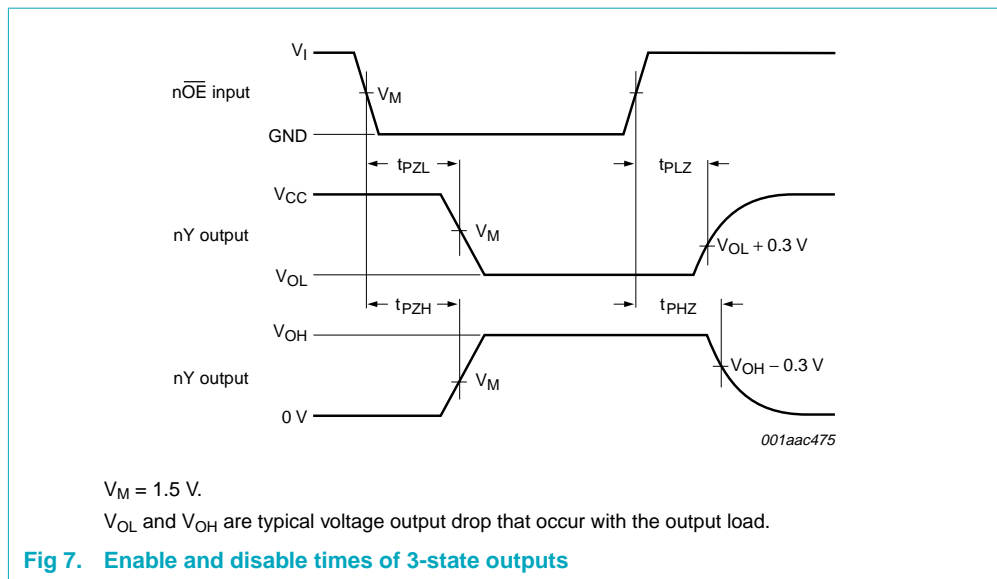 VI
nOE input
VM
GND
tPZL
tPLZ
VCC
nY output
VM
VOL + 0.3 V
VOL
tPZH
tPHZ
VOH
VOH − 0.3 V
nY output
VM
0 V
001aac475
VM = 1.5 V.
VOL and VOH are typical voltage output drop that occur with the output load.
Fig 7. Enable and disable times of 3-state outputs